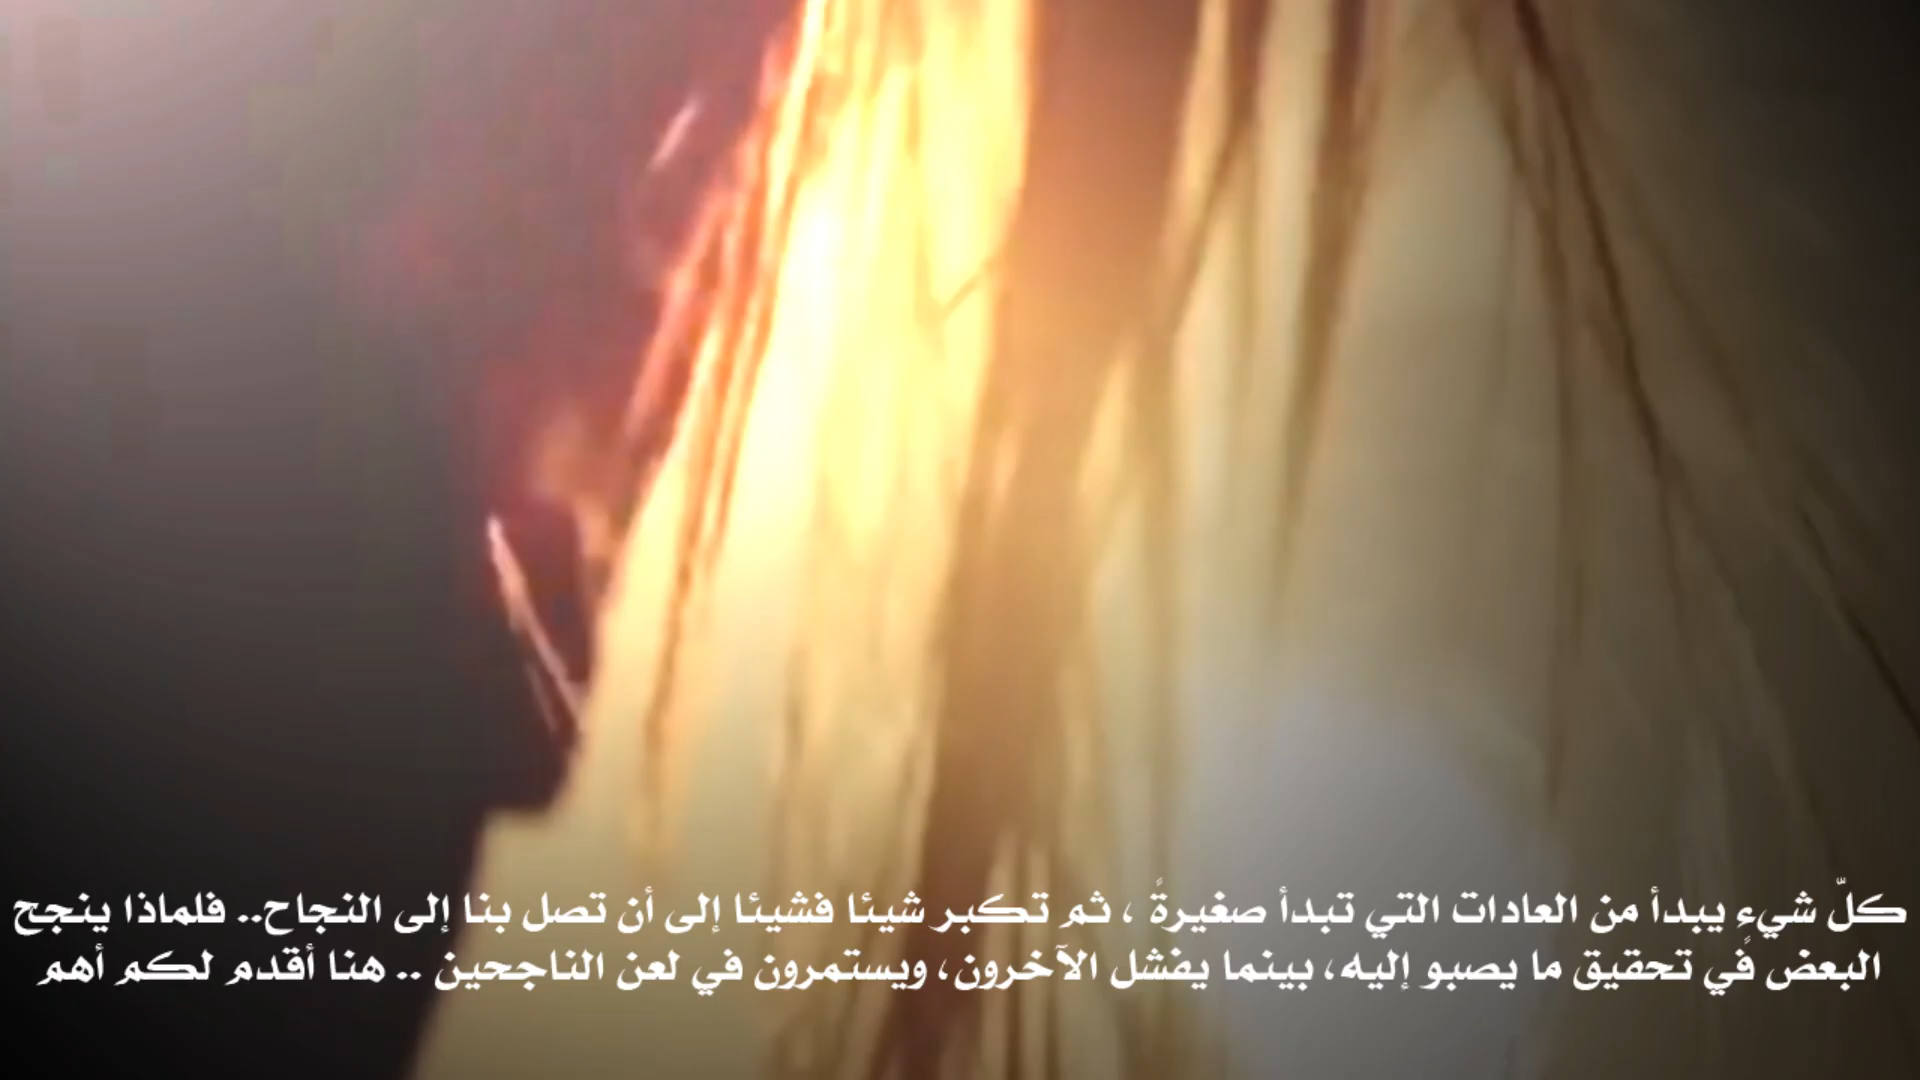 كلّ شيء يبدأ من العادات التي تبدأ صغيرةً ، ثم تكبر شيئا فشيئا إلى أن تصل بنا إلى النجاح.. فلماذا ينجح
البعض في تحقيق ما يصبو إليه، بينما يفشل الآخرون، ويستمرون في لعن الناجحين .. هنا أقدم لكم أهم